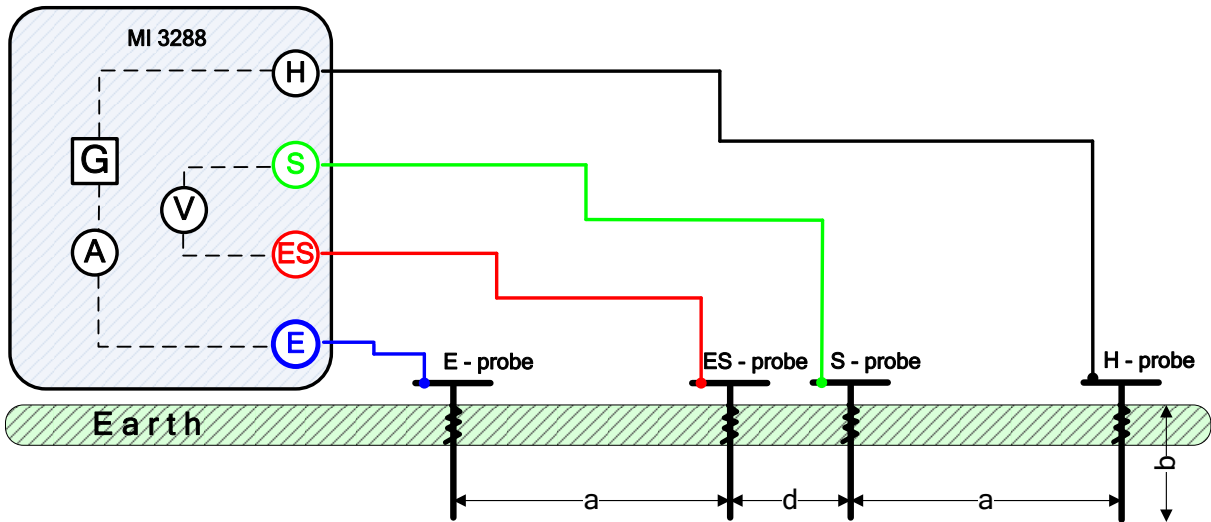 MI 3288
H
G
S
V
A
ES
E
E - probe
ES - probe
S - probe
H - probe
Earth
a
d
a
b